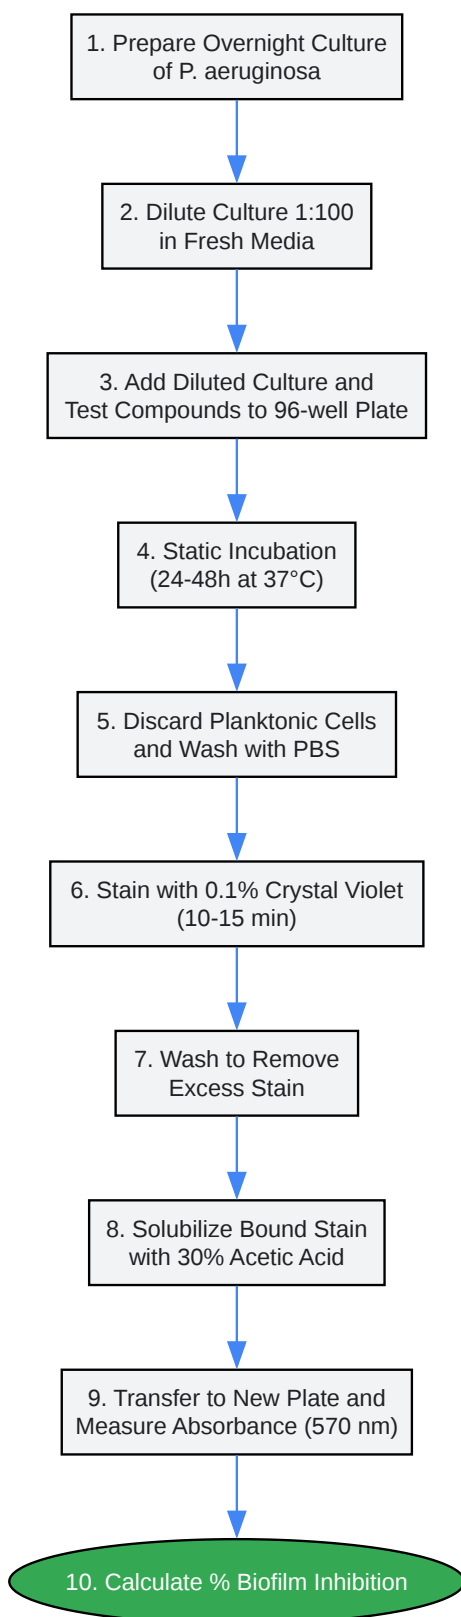 1. Prepare Overnight Culture
of P. aeruginosa
2. Dilute Culture 1:100
in Fresh Media
3. Add Diluted Culture and
Test Compounds to 96-well Plate
4. Static Incubation
(24-48h at 37°C)
5. Discard Planktonic Cells
and Wash with PBS
6. Stain with 0.1% Crystal Violet
(10-15 min)
7. Wash to Remove
Excess Stain
8. Solubilize Bound Stain
with 30% Acetic Acid
9. Transfer to New Plate and
Measure Absorbance (570 nm)
10. Calculate % Biofilm Inhibition